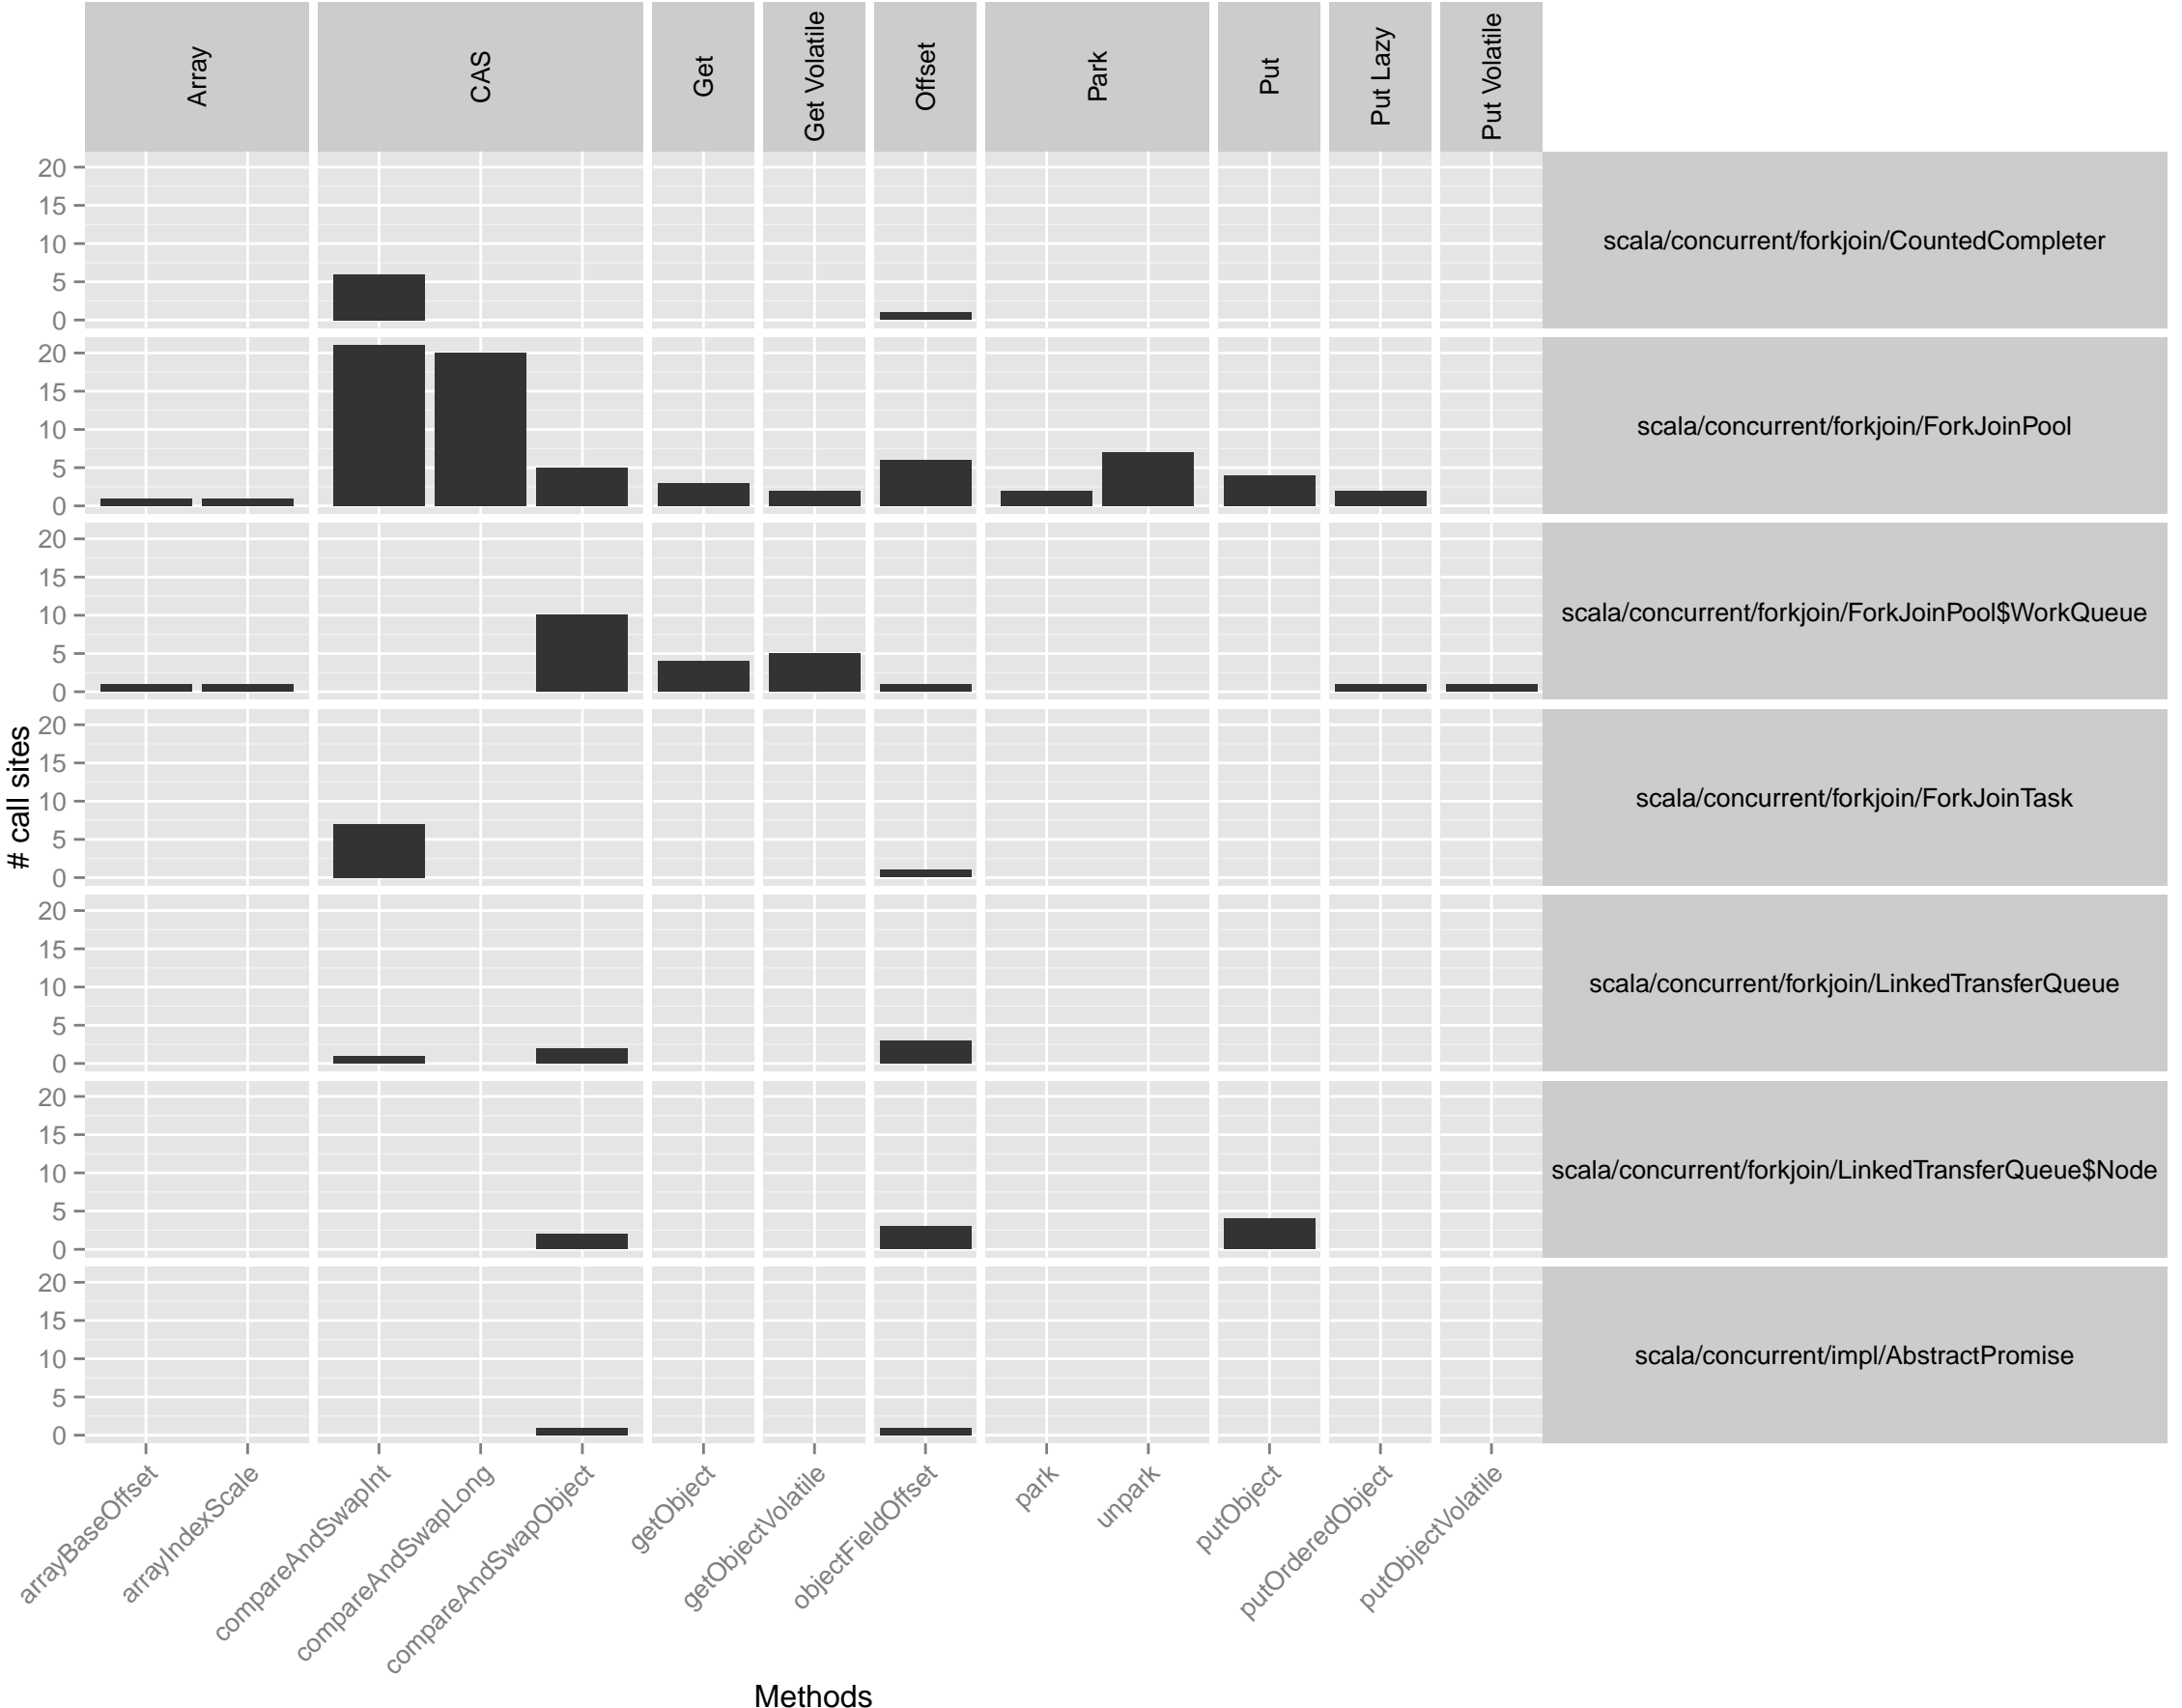 Array
CAS
Get
Get Volatile
Offset
Park
Put
Put Lazy
Put Volatile
20
15
10
5
0
scala/concurrent/forkjoin/CountedCompleter
20
15
10
5
0
scala/concurrent/forkjoin/ForkJoinPool
20
15
10
5
0
scala/concurrent/forkjoin/ForkJoinPool$WorkQueue
# call sites
20
15
10
5
0
scala/concurrent/forkjoin/ForkJoinTask
20
15
10
5
0
scala/concurrent/forkjoin/LinkedTransferQueue
20
15
10
5
0
scala/concurrent/forkjoin/LinkedTransferQueue$Node
20
15
10
5
0
scala/concurrent/impl/AbstractPromise
arrayBaseOffset
arrayIndexScale
compareAndSwapInt
compareAndSwapLong
compareAndSwapObject
getObject
getObjectVolatile
objectFieldOffset
park
unpark
putObject
putOrderedObject
putObjectVolatile
Methods